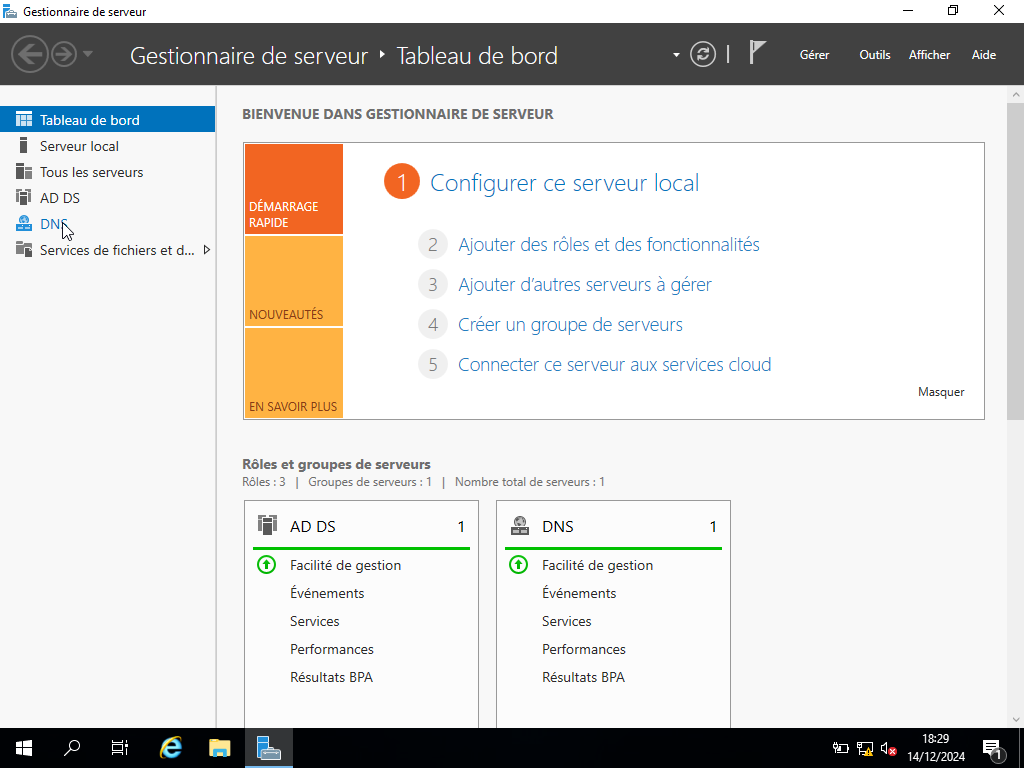 Gestionnaire de serveur
Gestionnaire de serveur ‣ Tableau de bord
Gérer
Outils
Afficher
Aide
Tableau de bord
Serveur local
Tous les serveurs
AD DS
DNS
Services de fichiers et d...
BIENVENUE DANS GESTIONNAIRE DE SERVEUR
DÉMARRAGE
RAPIDE
NOUVEAUTÉS
EN SAVOIR PLUS
1 Configurer ce serveur local
2 Ajouter des rôles et des fonctionnalités
3 Ajouter d’autres serveurs à gérer
4 Créer un groupe de serveurs
5 Connecter ce serveur aux services cloud
Masquer
Rôles et groupes de serveurs
Rôles : 3 | Groupes de serveurs : 1 | Nombre total de serveurs : 1
AD DS 1
Facilité de gestion
Événements
Services
Performances
Résultats BPA
DNS 1
Facilité de gestion
Événements
Services
Performances
Résultats BPA
18:29
14/12/2024
1